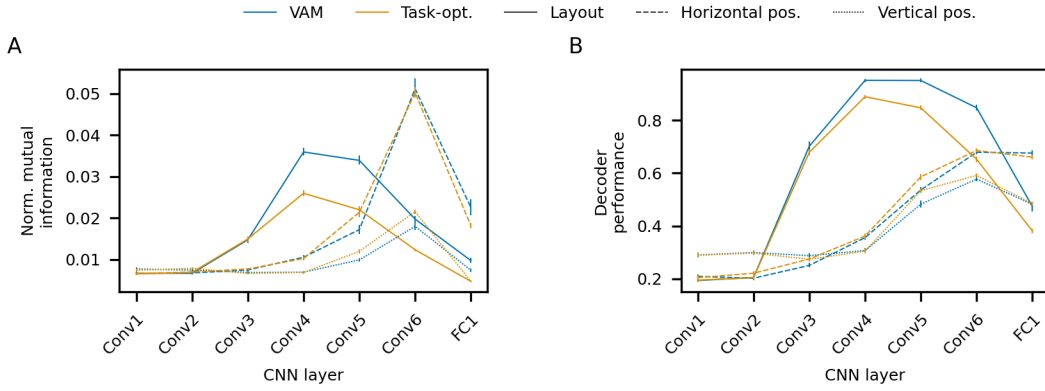 VAM Task-opt. Layout Horizontal pos. Vertical pos.
A
Norm. mutual
information
0.05
0.04
0.03
0.02
0.01
Conv1 Conv2 Conv3 Conv4 Conv5 Conv6 FC1
CNN layer
B
Decoder
performance
0.8
0.6
0.4
0.2
Conv1 Conv2 Conv3 Conv4 Conv5 Conv6 FC1
CNN layer